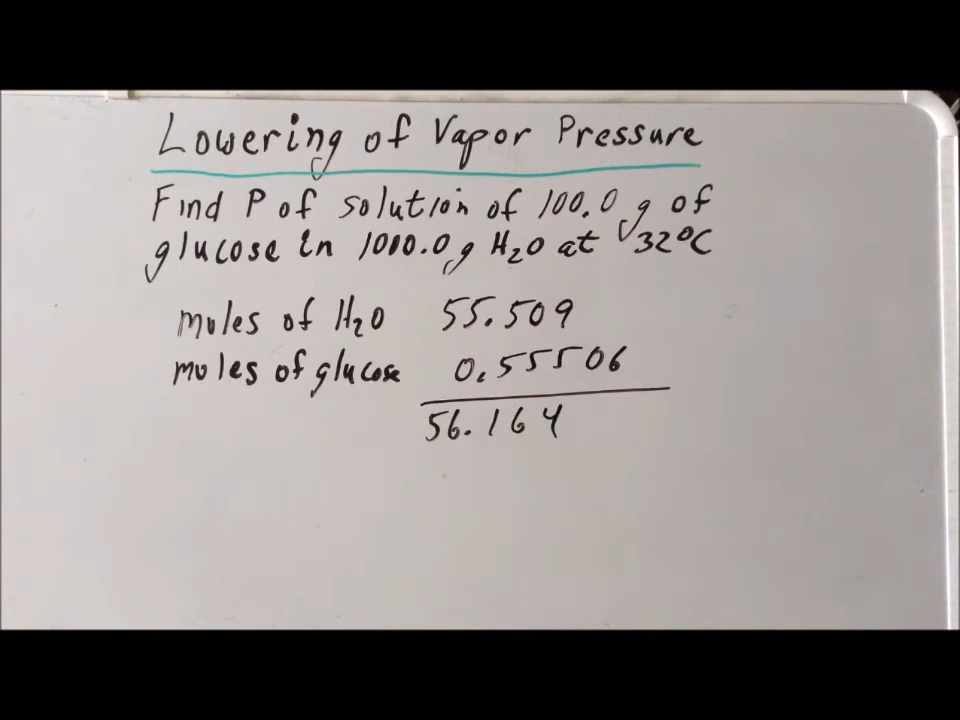 Lowering of Vapor Pressure
Find P of solution of 100.0 g of
glucose in 1000.0 g H₂O at 32°C
moles of H₂O 55.509
moles of glucose 0.55506
56.164